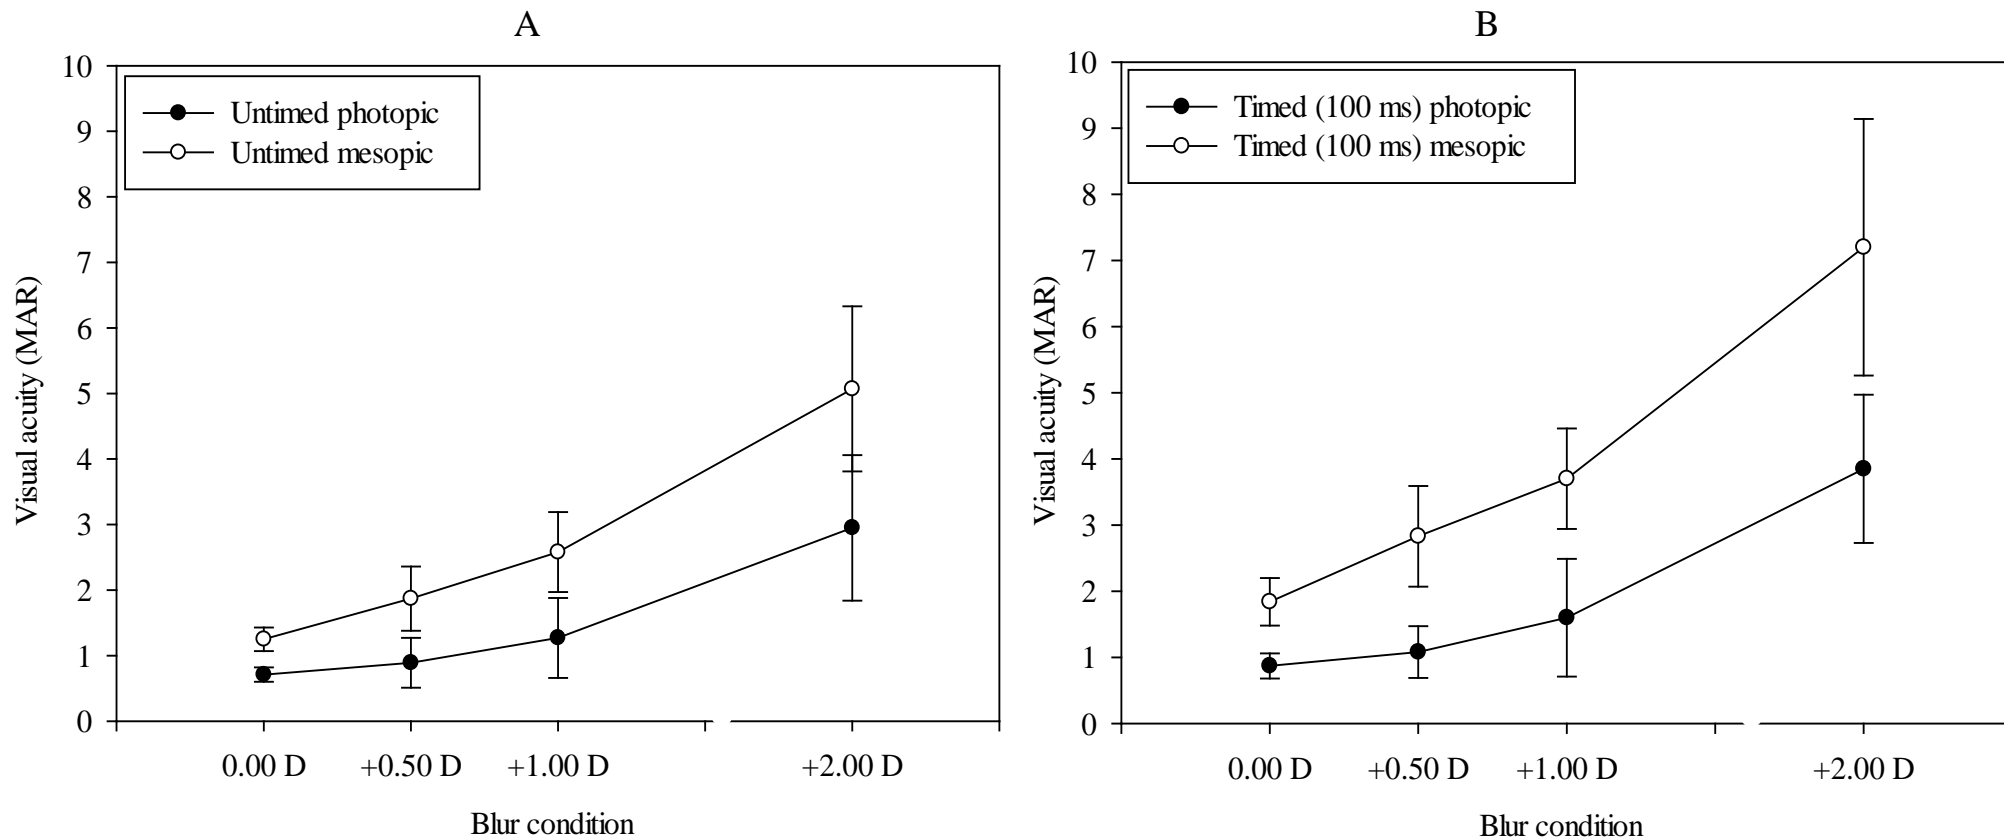 A
10
9
8
7
6
5
4
3
2
1
0
Visual acuity (MAR)
Untimed photopic
Untimed mesopic
0.00 D
+0.50 D
+1.00 D
+2.00 D
Blur condition
B
10
9
8
7
6
5
4
3
2
1
0
Visual acuity (MAR)
Timed (100 ms) photopic
Timed (100 ms) mesopic
0.00 D
+0.50 D
+1.00 D
+2.00 D
Blur condition